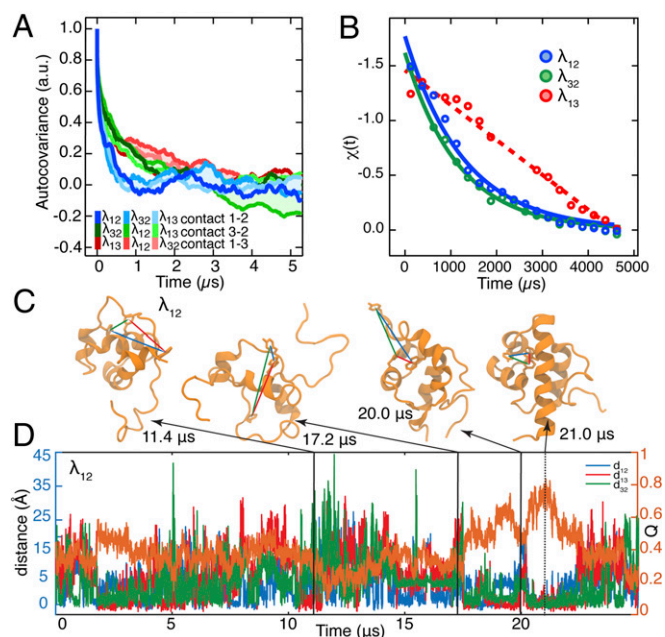 A
Autocovariance (a.u.)
1.0
0.8
0.6
0.4
0.2
0.0
-0.2
-0.4
λ12 λ32 λ13 contact 1-2
λ32 λ12 λ13 contact 3-2
λ13 λ12 λ32 contact 1-3
0 1 2 3 4 5
Time (µs)
B
χ(t)
-1.5
-1.0
-0.5
0.0
λ12
λ32
λ13
0 1000 2000 3000 4000 5000
Time (µs)
C
λ12
11.4 µs
17.2 µs
20.0 µs
21.0 µs
D
λ12
distance (Å)
45
35
25
15
10
5
0
d12
d13
d32
1
0.8
0.6
0.4
0.2
0
Q
0 5 10 15 20
Time (µs)